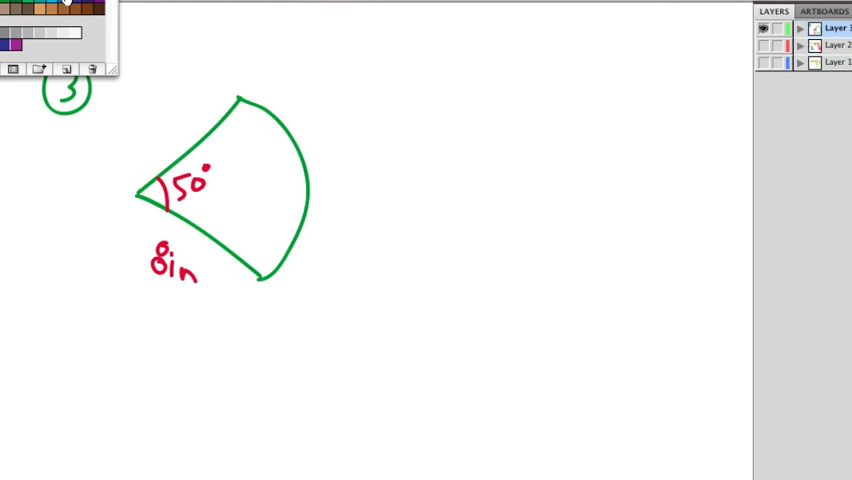 LAYERS ARTBOARDS
Layer 3
Layer 2
Layer 1
3
50°
8in